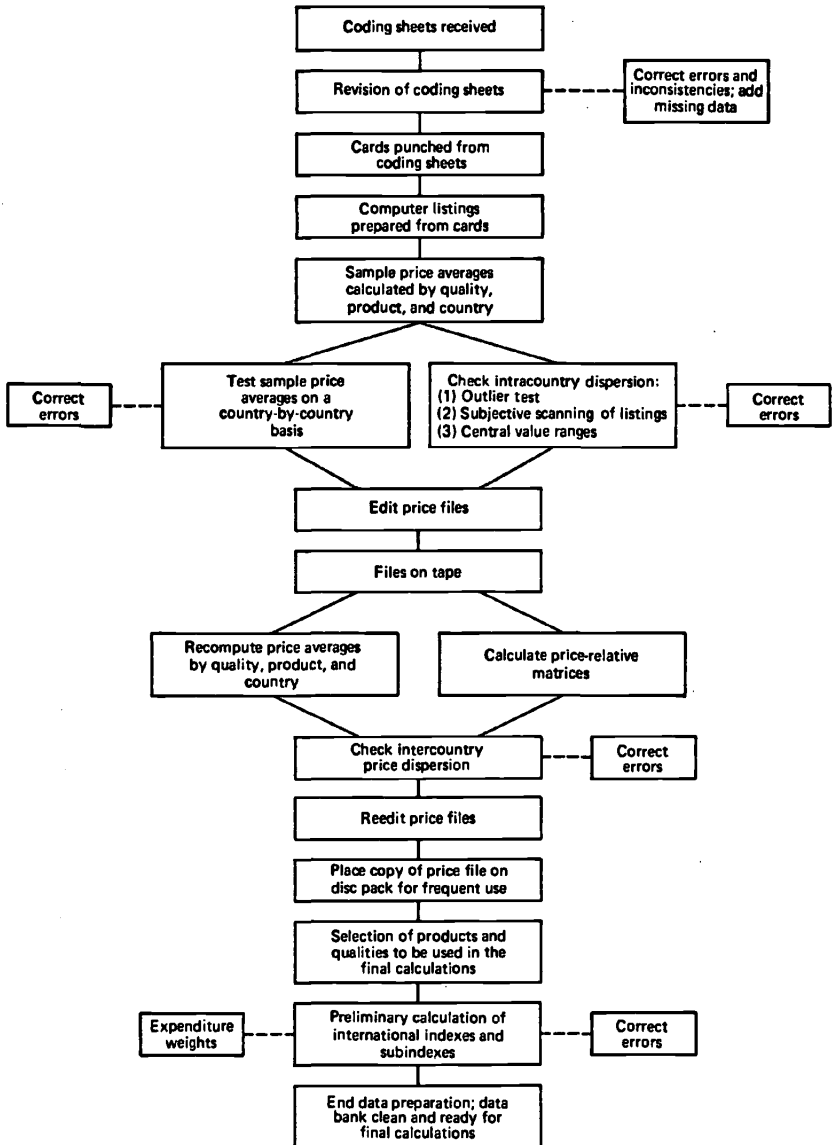 Coding sheets received
Revision of coding sheets
Correct errors and
inconsistencies; add
missing data
Cards punched from
coding sheets
Computer listings
prepared from cards
Sample price averages
calculated by quality,
product, and country
Correct
errors
Test sample price
averages on a
country-by-country
basis
Check intracountry dispersion:
(1) Outlier test
(2) Subjective scanning of listings
(3) Central value ranges
Correct
errors
Edit price files
Files on tape
Recompute price averages
by quality, product, and
country
Calculate price-relative
matrices
Check intercountry
price dispersion
Correct
errors
Reedit price files
Place copy of price file on
disc pack for frequent use
Selection of products and
qualities to be used in the
final calculations
Expenditure
weights
Preliminary calculation of
international indexes and
subindexes
Correct
errors
End data preparation; data
bank clean and ready for
final calculations